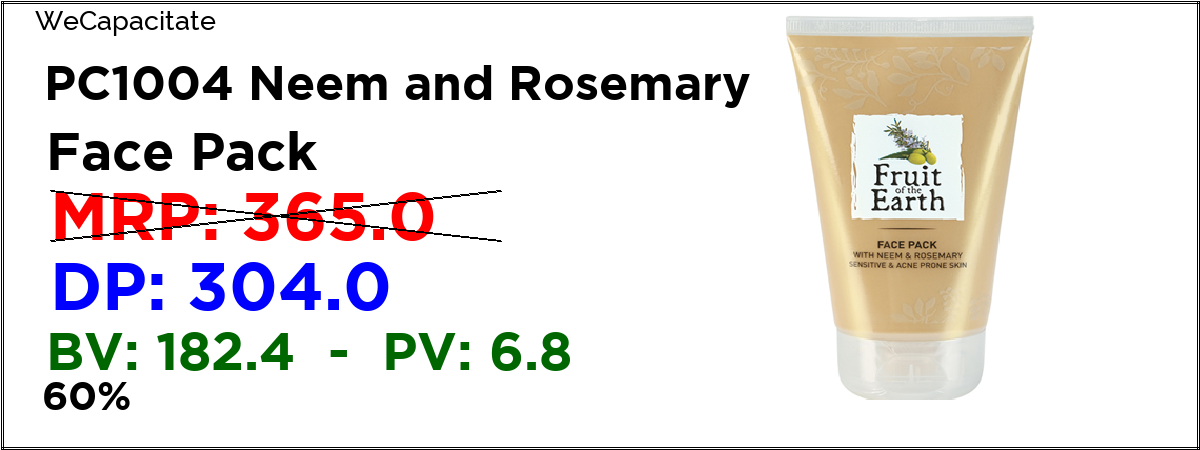 WeCapacitate
PC1004 Neem and Rosemary
Face Pack
MRP: 365.0
DP: 304.0
BV: 182.4 - PV: 6.8
60%
Fruit
of the
Earth
FACE PACK
WITH NEEM & ROSEMARY
SENSITIVE & ACNE PRONE SKIN